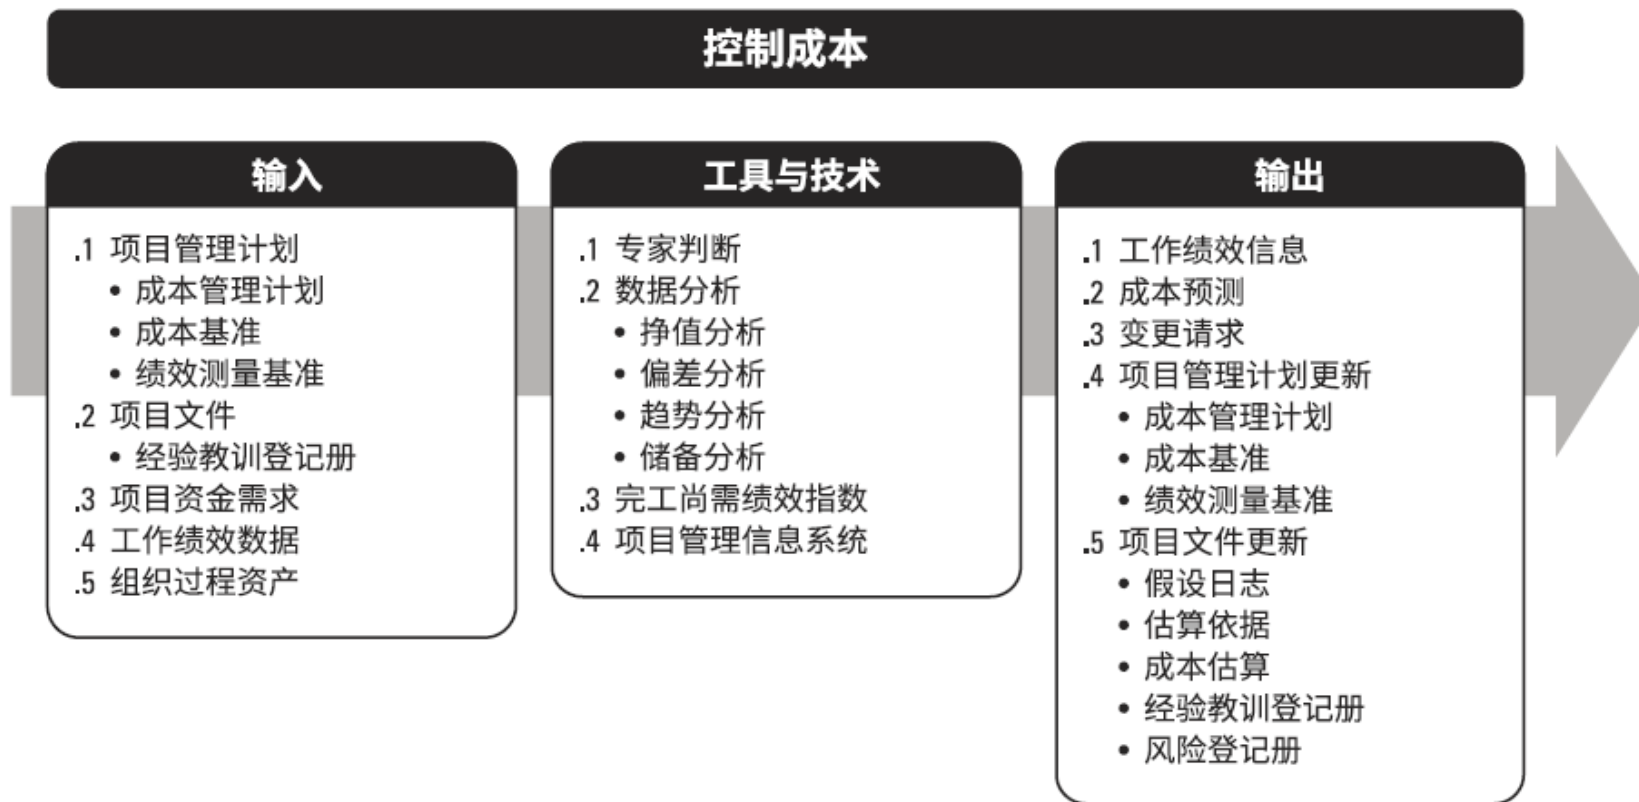 控制成本
输入
.1 项目管理计划
• 成本管理计划
• 成本基准
• 绩效测量基准
.2 项目文件
• 经验教训登记册
.3 项目资金需求
.4 工作绩效数据
.5 组织过程资产
工具与技术
.1 专家判断
.2 数据分析
• 挣值分析
• 偏差分析
• 趋势分析
• 储备分析
.3 完工尚需绩效指数
.4 项目管理信息系统
输出
.1 工作绩效信息
.2 成本预测
.3 变更请求
.4 项目管理计划更新
• 成本管理计划
• 成本基准
• 绩效测量基准
.5 项目文件更新
• 假设日志
• 估算依据
• 成本估算
• 经验教训登记册
• 风险登记册